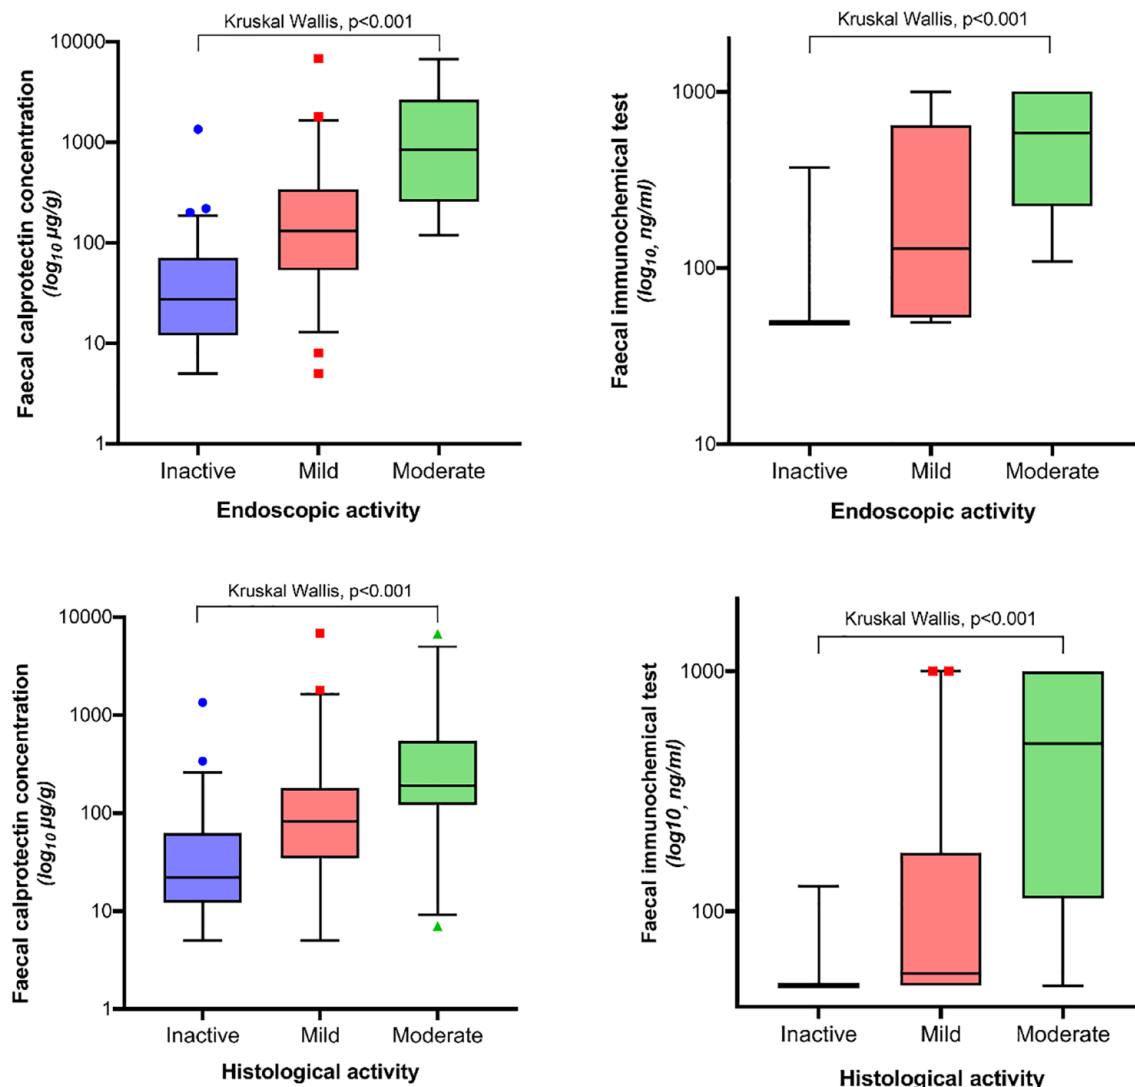 Kruskal Wallis, p<0.001
Faecal calprotectin concentration
(log10 µg/g)
10000
1000
100
10
1
Inactive
Mild
Moderate
Endoscopic activity
Kruskal Wallis, p<0.001
Faecal immunochemical test
(log10, ng/ml)
1000
100
10
Inactive
Mild
Moderate
Endoscopic activity
Kruskal Wallis, p<0.001
Faecal calprotectin concentration
(log10 µg/g)
10000
1000
100
10
1
Inactive
Mild
Moderate
Histological activity
Kruskal Wallis, p<0.001
Faecal immunochemical test
(log10, ng/ml)
1000
100
Inactive
Mild
Moderate
Histological activity